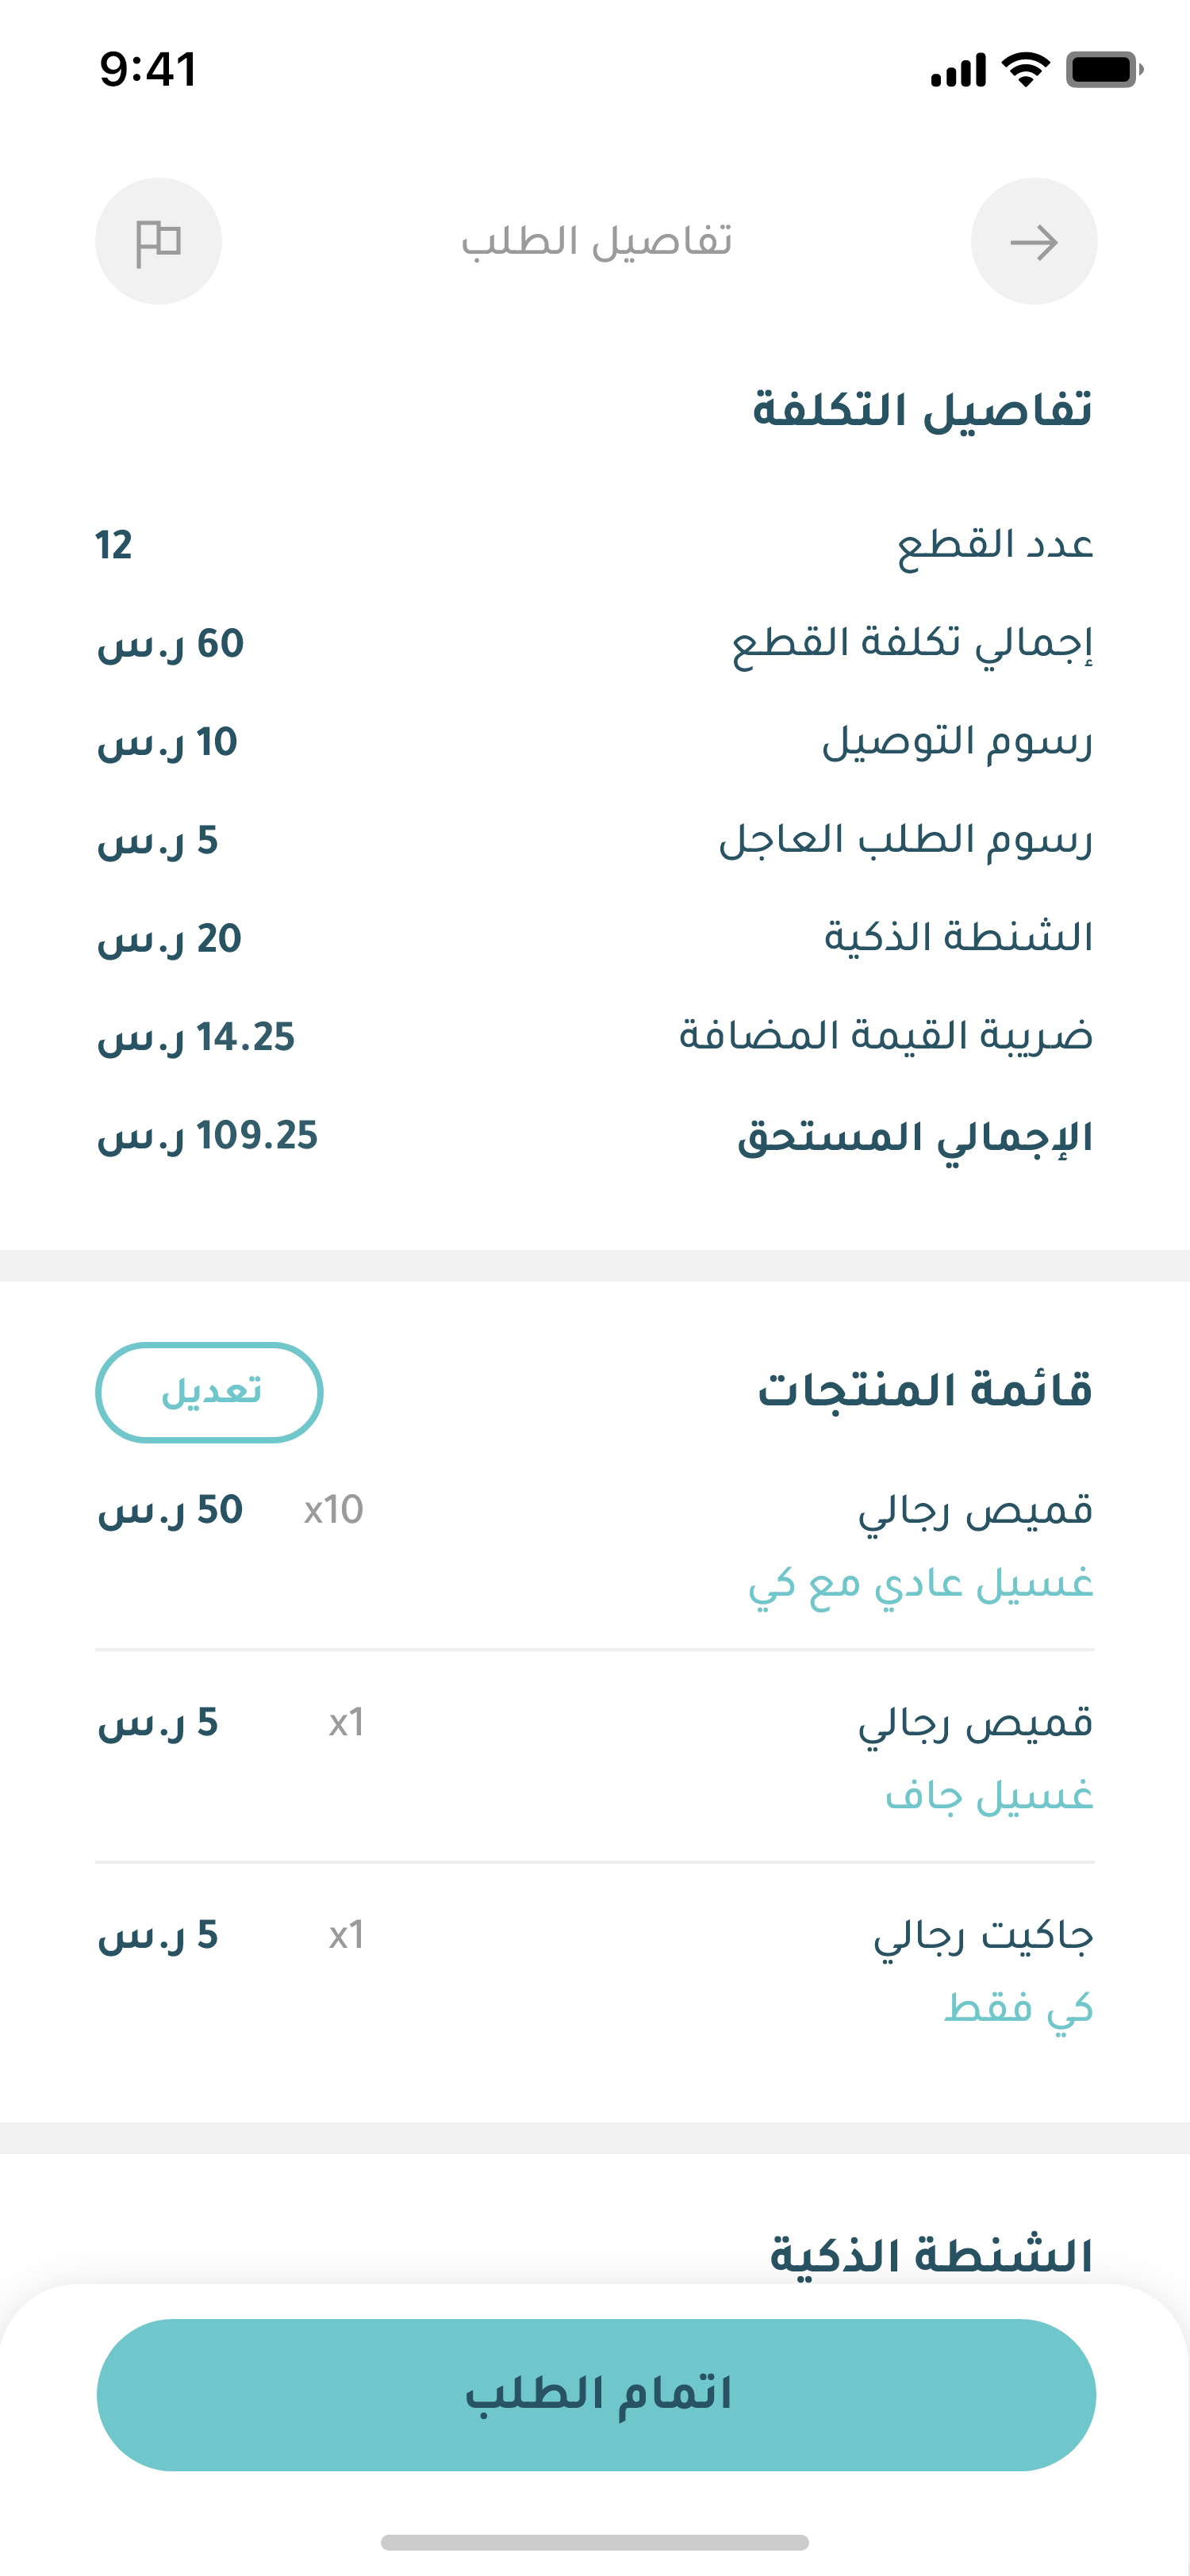 9:41
تفاصيل الطلب
تفاصيل التكلفة
عدد القطع 12
إجمالي تكلفة القطع 60 ر.س
رسوم التوصيل 10 ر.س
رسوم الطلب العاجل 5 ر.س
الشنطة الذكية 20 ر.س
ضريبة القيمة المضافة 14.25 ر.س
الإجمالي المستحق 109.25 ر.س
قائمة المنتجات تعديل
قميص رجالي x10 50 ر.س
غسيل عادي مع كي
قميص رجالي x1 5 ر.س
غسيل جاف
جاكيت رجالي x1 5 ر.س
كي فقط
الشنطة الذكية
اتمام الطلب